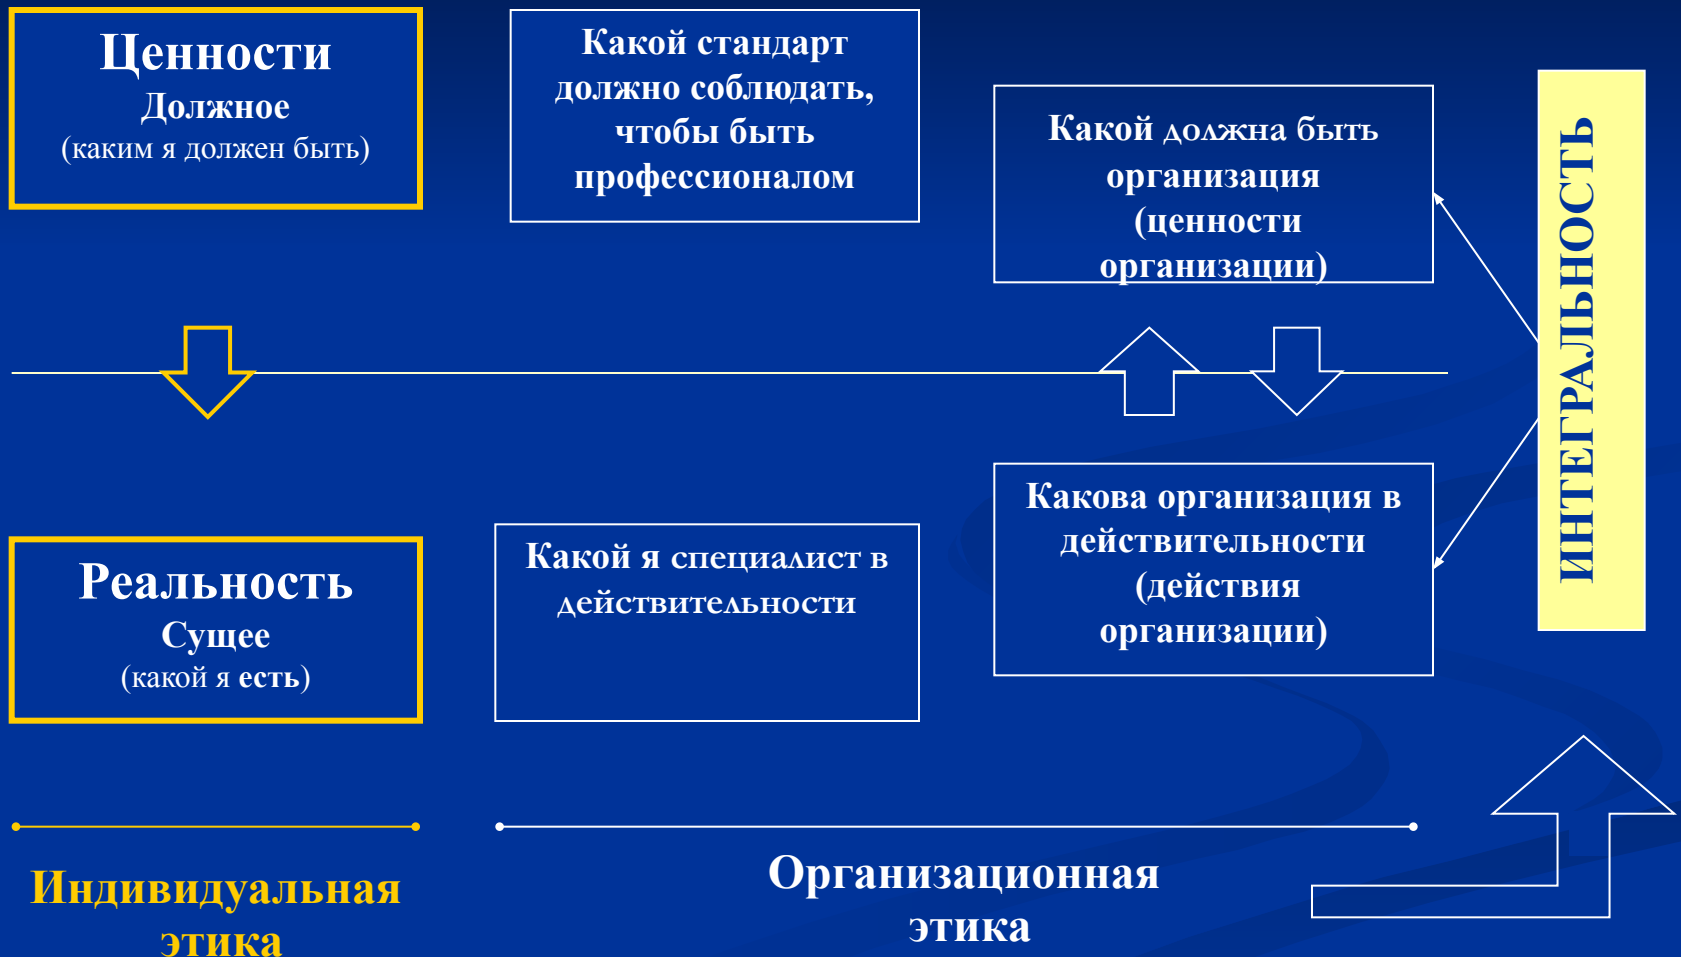 Ценности
Должное
(каким я должен быть)
Какой стандарт
должно соблюдать,
чтобы быть
профессионалом
Какой должна быть
организация
(ценности
организации)
ИНТЕГРАЛЬНОСТЬ
Реальность
Сущее
(какой я есть)
Какой я специалист в
действительности
Какова организация в
действительности
(действия
организации)
Индивидуальная
этика
Организационная
этика